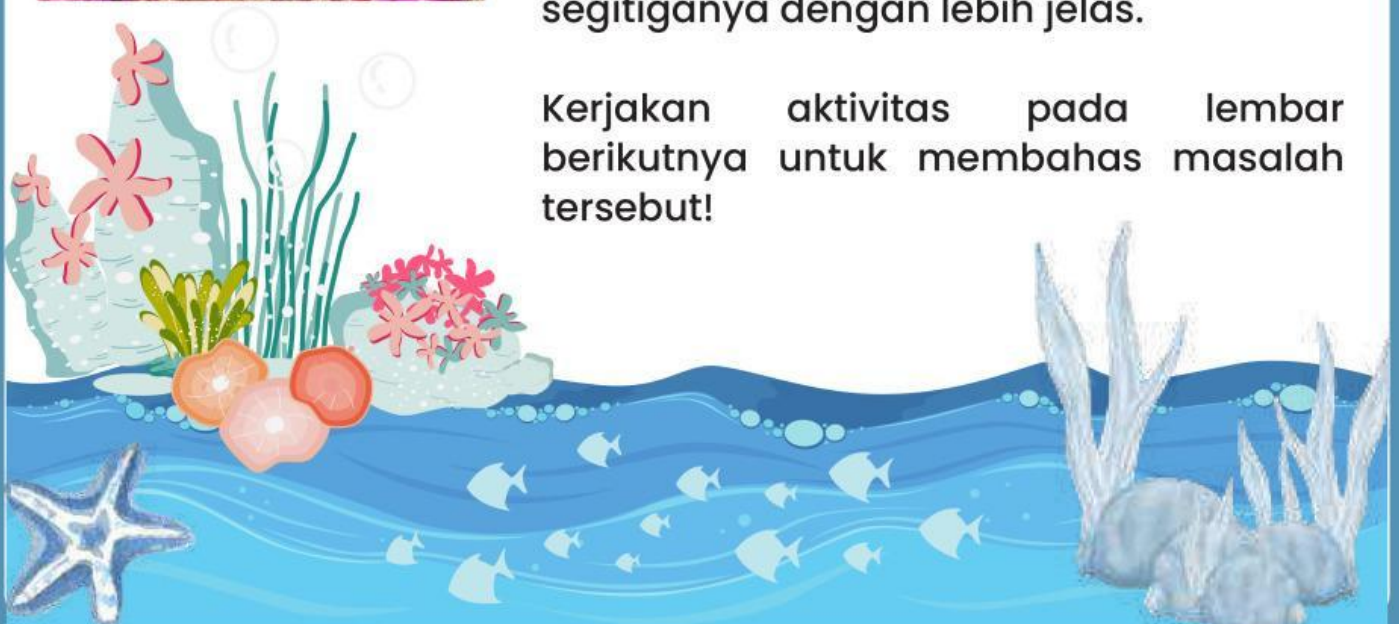 segitiganya dengan lebih jelas.
Kerjakan aktivitas pada lembar
berikutnya untuk membahas masalah
tersebut!